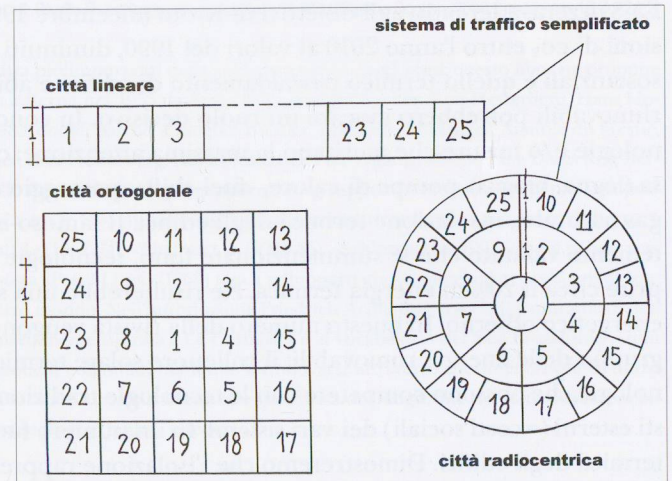 sistema di traffico semplificato
città lineare
1 1 2 3 23 24 25
città ortogonale
25 10 11 12 13
1 24 9 2 3 14
23 8 1 4 15
22 7 6 5 16
21 20 19 18 17
25 1 10
24 11
23 9 1 2 12
22 8 3 13
1
21 7 4 14
20 6 5 15
19 16
18 17
città radiocentrica